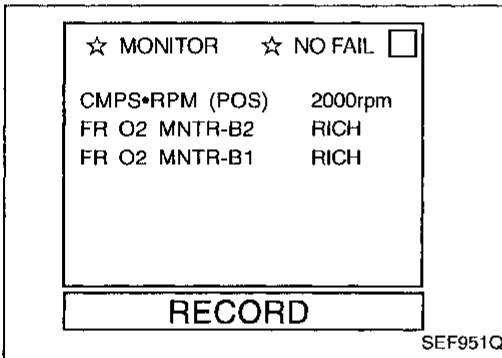 ☆ MONITOR ☆ NO FAIL
CMPS•RPM (POS) 2000rpm
FR O2 MNTR-B2 RICH
FR O2 MNTR-B1 RICH
RECORD
SEF951Q